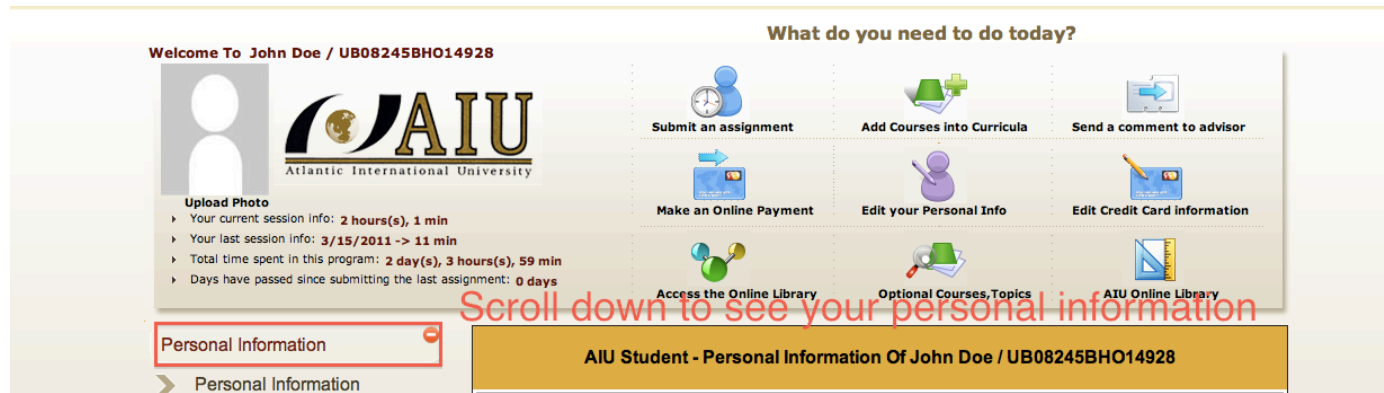 What do you need to do today?
Welcome To John Doe / UB08245BHO14928
AIU
Atlantic International University
Upload Photo
Your current session info: 2 hours(s), 1 min
Your last session info: 3/15/2011 -> 11 min
Total time spent in this program: 2 day(s), 3 hours(s), 59 min
Days have passed since submitting the last assignment: 0 days
Submit an assignment
Add Courses into Curricula
Send a comment to advisor
Make an Online Payment
Edit your Personal Info
Edit Credit Card information
Access the Online Library
Optional Courses,Topics
AIU Online Library
Scroll down to see your personal information
Personal Information
Personal Information
AIU Student - Personal Information Of John Doe / UB08245BHO14928